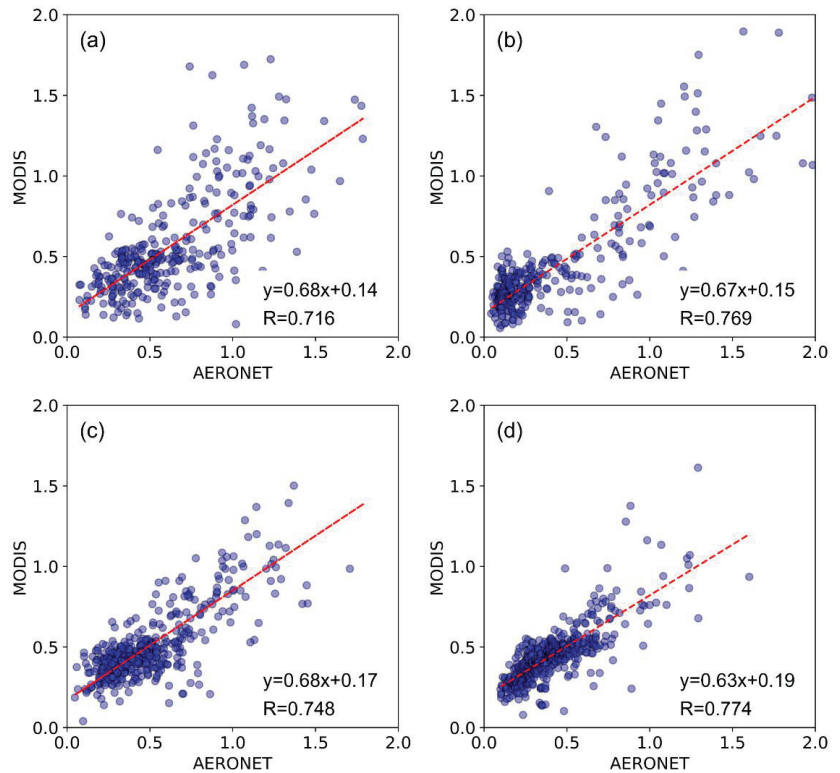 2.0
(a)
1.5
1.0
0.5
0.0
MODIS
y=0.68x+0.14
R=0.716
0.0 0.5 1.0 1.5 2.0
AERONET
2.0
(b)
1.5
1.0
0.5
0.0
MODIS
y=0.67x+0.15
R=0.769
0.0 0.5 1.0 1.5 2.0
AERONET
2.0
(c)
1.5
1.0
0.5
0.0
MODIS
y=0.68x+0.17
R=0.748
0.0 0.5 1.0 1.5 2.0
AERONET
2.0
(d)
1.5
1.0
0.5
0.0
MODIS
y=0.63x+0.19
R=0.774
0.0 0.5 1.0 1.5 2.0
AERONET